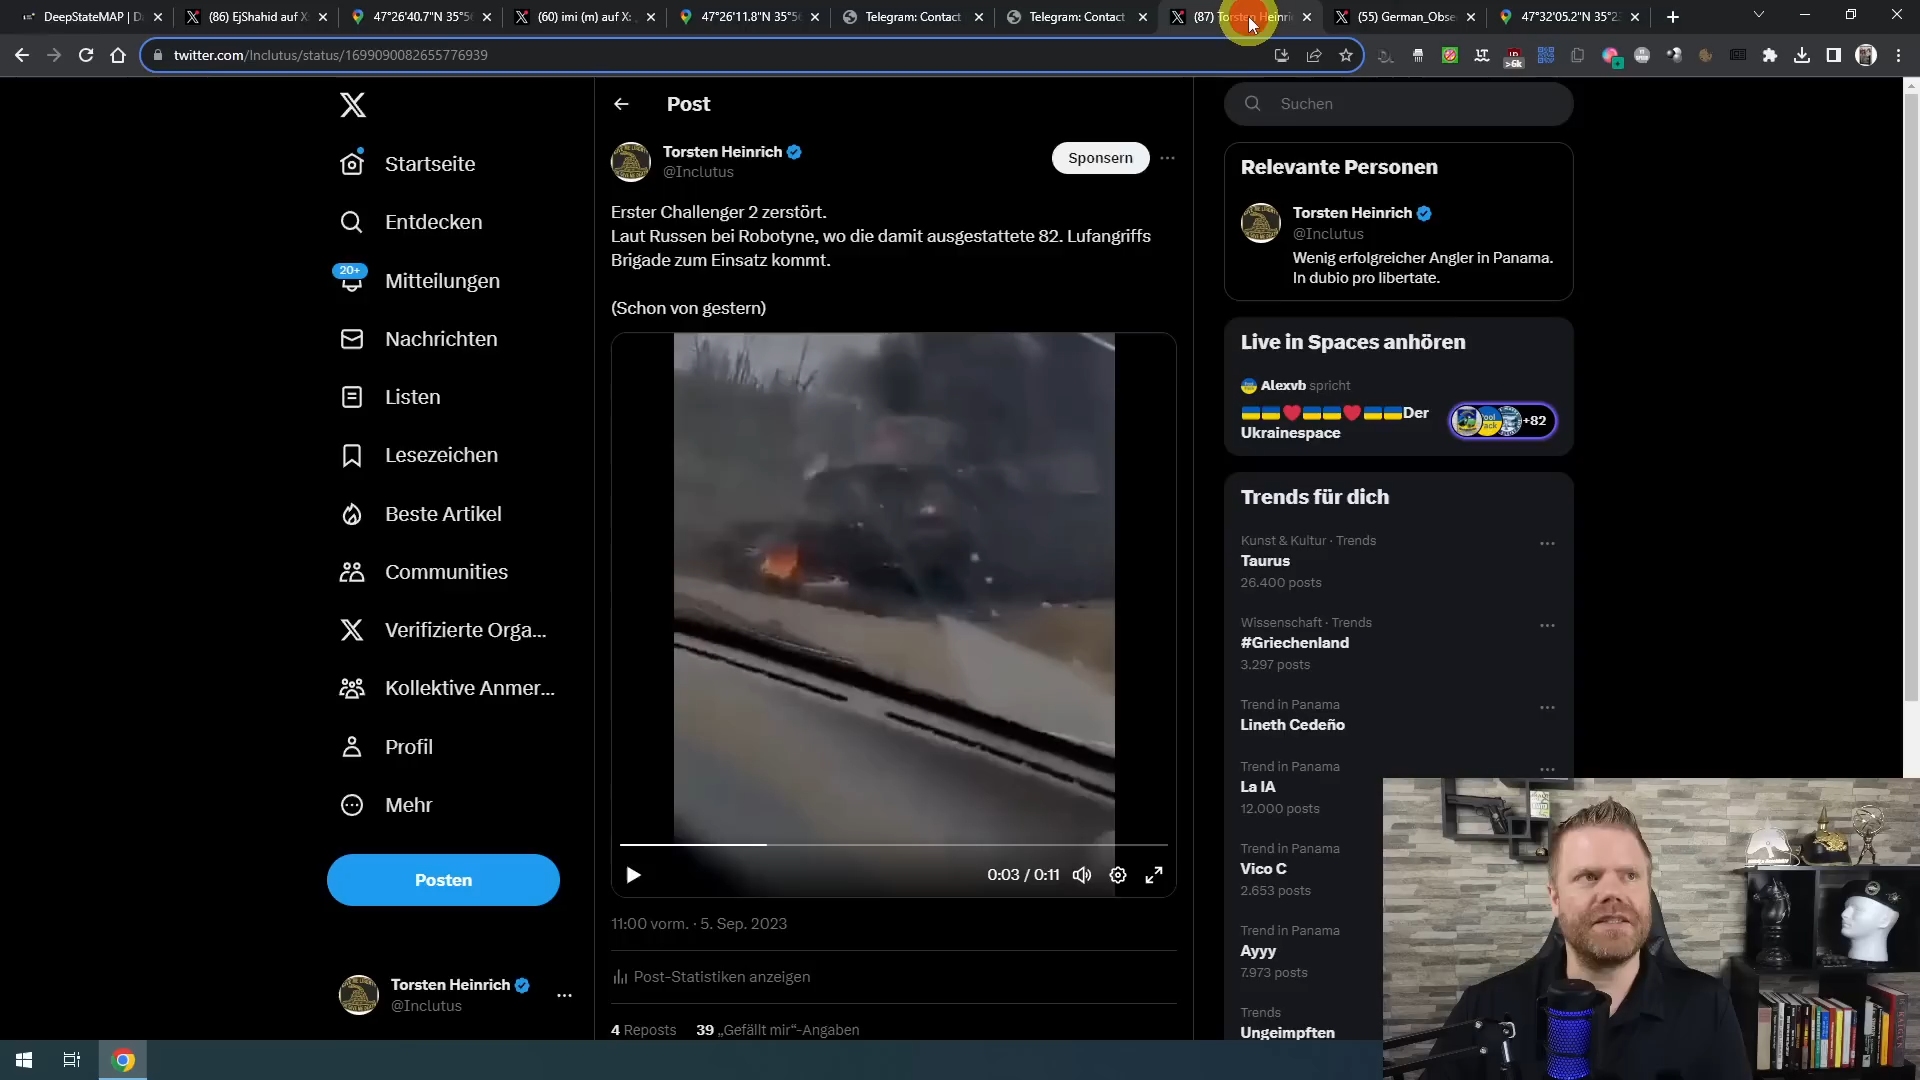 DeepStateMAP | D
(86) EjShahid auf X
47°26'40.7"N 35°5
(60) imi (m) auf X:
47°26'11.8"N 35°5
Telegram: Contact
Telegram: Contact
(87) Torsten Heinri
(55) German_Obse
47°32'05.2"N 35°2
twitter.com/Inclutus/status/1699090082655776939
>6k
Startseite
Entdecken
20+
Mitteilungen
Nachrichten
Listen
Lesezeichen
Beste Artikel
Communities
Verifizierte Orga...
Kollektive Anmer...
Profil
Mehr
Posten
Torsten Heinrich
@Inclutus
Post
Torsten Heinrich
@Inclutus
Sponsern
Erster Challenger 2 zerstört.
Laut Russen bei Robotyne, wo die damit ausgestattete 82. Lufangriffs
Brigade zum Einsatz kommt.
(Schon von gestern)
0:03 / 0:11
11:00 vorm. · 5. Sep. 2023
Post-Statistiken anzeigen
4 Reposts 39 „Gefällt mir“-Angaben
Suchen
Relevante Personen
Torsten Heinrich
@Inclutus
Wenig erfolgreicher Angler in Panama.
In dubio pro libertate.
Live in Spaces anhören
Alexvb spricht
Der
Ukrainespace
+82
Trends für dich
Kunst & Kultur · Trends
Taurus
26.400 posts
Wissenschaft · Trends
#Griechenland
3.297 posts
Trend in Panama
Lineth Cedeño
Trend in Panama
La IA
12.000 posts
Trend in Panama
Vico C
2.653 posts
Trend in Panama
Ayyy
7.973 posts
Trends
Ungeimpften